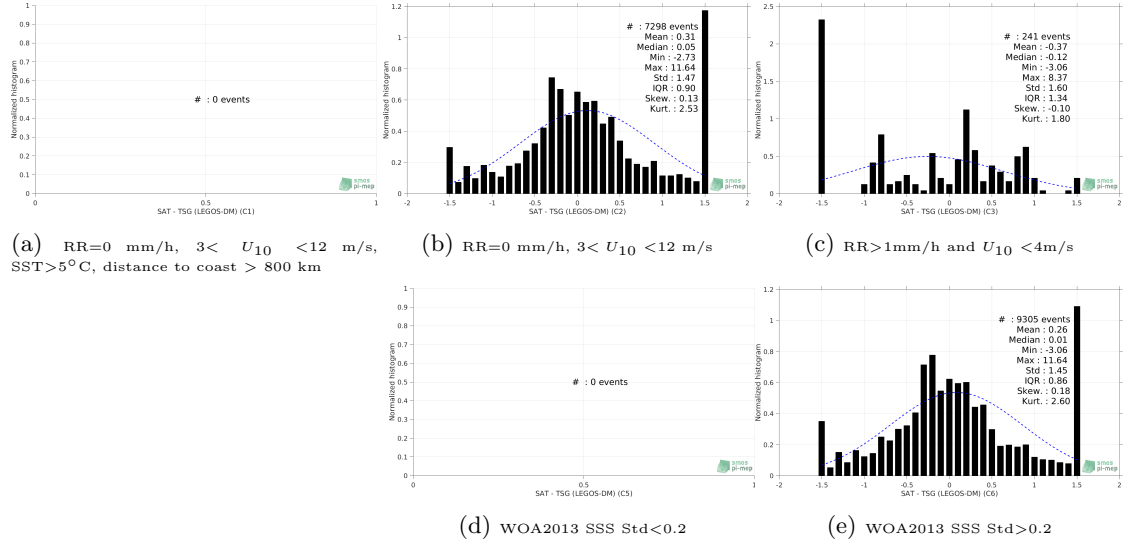 1
0.9
0.8
0.7
0.6
0.5
0.4
0.3
0.2
0.1
0
Normalized histogram
# : 0 events
0 0.5 1
SAT - TSG (LEGOS-DM) (C1)
smos
pi-mep
1.2
1
0.8
0.6
0.4
0.2
0
Normalized histogram
# : 7298 events
Mean : 0.31
Median : 0.05
Min : -2.73
Max : 11.64
Std : 1.47
IQR : 0.90
Skew. : 0.13
Kurt. : 2.53
-2 -1.5 -1 -0.5 0 0.5 1 1.5 2
SAT - TSG (LEGOS-DM) (C2)
smos
pi-mep
2.5
2
1.5
1
0.5
0
Normalized histogram
# : 241 events
Mean : -0.37
Median : -0.12
Min : -3.06
Max : 8.37
Std : 1.60
IQR : 1.34
Skew. : -0.10
Kurt. : 1.80
-2 -1.5 -1 -0.5 0 0.5 1 1.5 2
SAT - TSG (LEGOS-DM) (C3)
smos
pi-mep
(a) RR=0 mm/h, 3< U10 <12 m/s,
SST>5°C, distance to coast > 800 km
(b) RR=0 mm/h, 3< U10 <12 m/s
(c) RR>1mm/h and U10 <4m/s
1
0.9
0.8
0.7
0.6
0.5
0.4
0.3
0.2
0.1
0
Normalized histogram
# : 0 events
0 0.5 1
SAT - TSG (LEGOS-DM) (C5)
smos
pi-mep
1.2
1
0.8
0.6
0.4
0.2
0
Normalized histogram
# : 9305 events
Mean : 0.26
Median : 0.01
Min : -3.06
Max : 11.64
Std : 1.45
IQR : 0.86
Skew. : 0.18
Kurt. : 2.60
-2 -1.5 -1 -0.5 0 0.5 1 1.5 2
SAT - TSG (LEGOS-DM) (C6)
smos
pi-mep
(d) WOA2013 SSS Std<0.2
(e) WOA2013 SSS Std>0.2